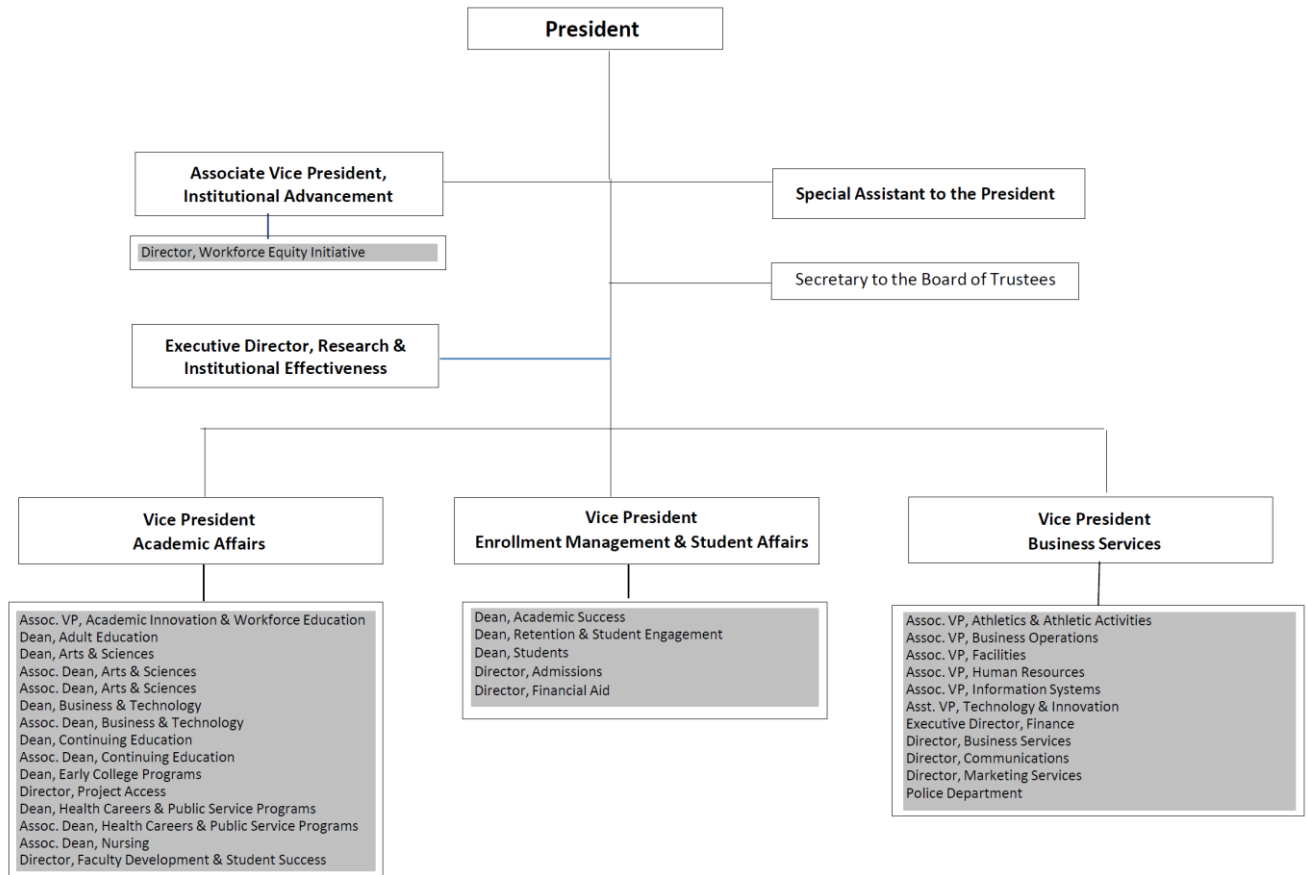 President
Associate Vice President,
Institutional Advancement
Special Assistant to the President
Director, Workforce Equity Initiative
Secretary to the Board of Trustees
Executive Director, Research &
Institutional Effectiveness
Vice President
Academic Affairs
Assoc. VP, Academic Innovation & Workforce Education
Dean, Adult Education
Dean, Arts & Sciences
Assoc. Dean, Arts & Sciences
Assoc. Dean, Arts & Sciences
Dean, Business & Technology
Assoc. Dean, Business & Technology
Dean, Continuing Education
Assoc. Dean, Continuing Education
Dean, Early College Programs
Director, Project Access
Dean, Health Careers & Public Service Programs
Assoc. Dean, Health Careers & Public Service Programs
Assoc. Dean, Nursing
Director, Faculty Development & Student Success
Vice President
Enrollment Management & Student Affairs
Dean, Academic Success
Dean, Retention & Student Engagement
Dean, Students
Director, Admissions
Director, Financial Aid
Vice President
Business Services
Assoc. VP, Athletics & Athletic Activities
Assoc. VP, Business Operations
Assoc. VP, Facilities
Assoc. VP, Human Resources
Assoc. VP, Information Systems
Asst. VP, Technology & Innovation
Executive Director, Finance
Director, Business Services
Director, Communications
Director, Marketing Services
Police Department